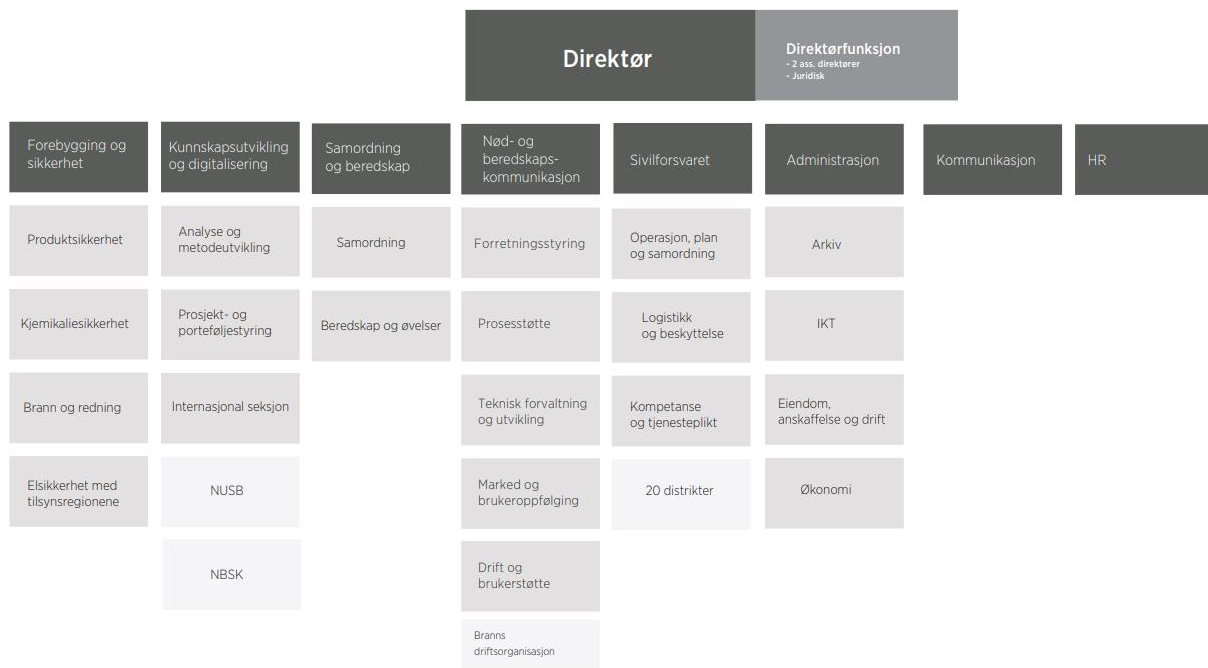 Direktør
Direktørfunksjon
- 2 ass. direktører
- Juridisk
Forebygging og
sikkerhet
Produktsikkerhet
Kjemikaliesikkerhet
Brann og redning
Elsikkerhet med
tilsynsregionene
Kunnskapsutvikling
og digitalisering
Analyse og
metodeutvikling
Prosjekt- og
porteføljestyring
Internasjonal seksjon
NUSB
NBSK
Samordning
og beredskap
Samordning
Beredskap og øvelser
Nød- og
beredskaps-
kommunikasjon
Forretningsstyring
Prosesstøtte
Teknisk forvaltning
og utvikling
Marked og
brukeroppfølging
Drift og
brukerstøtte
Branns
driftsorganisasjon
Sivilforsvaret
Operasjon, plan
og samordning
Logistikk
og beskyttelse
Kompetanse
og tjenesteplikt
20 distrikter
Administrasjon
Arkiv
IKT
Eiendom,
anskaffelse og drift
Økonomi
Kommunikasjon
HR